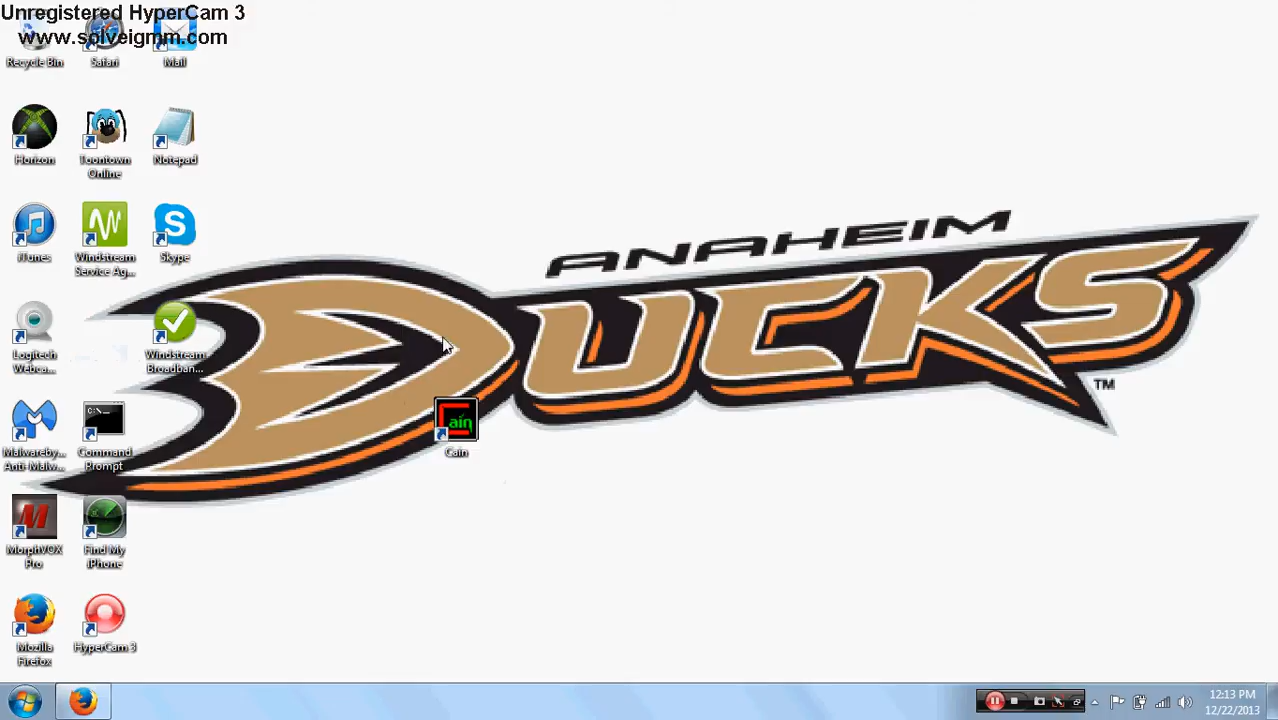 Unregistered HyperCam 3
www.solveigmm.com
Recycle Bin
Safari
Mail
Horizon
Toontown
Online
Notepad
iTunes
Windstream
Service Ag...
Skype
Logitech
Webca...
Windstream
Broadban...
Malwareby...
Anti-Malw...
C:\_
Command
Prompt
Cain
Cain
MorphVOX
Pro
Find My
iPhone
Mozilla
Firefox
HyperCam 3
ANAHEIM
DUCKS
TM
12:13 PM
12/22/2013